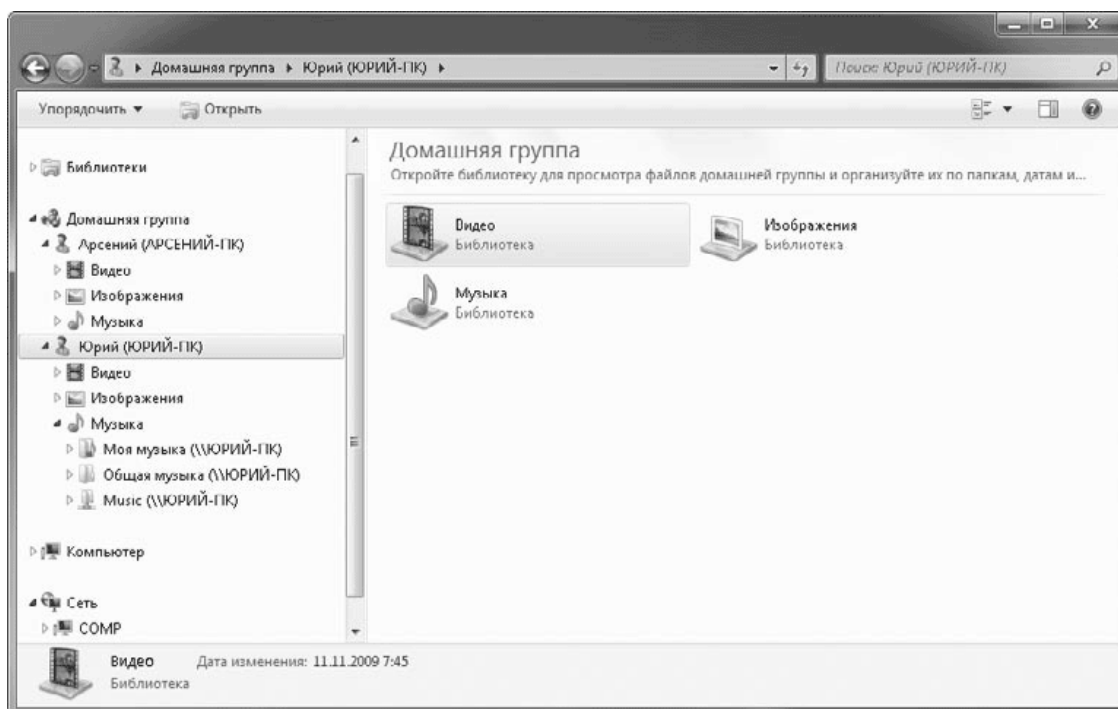 Домашняя группа Юрий (ЮРИЙ-ПК)
Поиск: Юрий (ЮРИЙ-ПК)
Упорядочить
Открыть
Библиотеки
Домашняя группа
Арсений (АРСЕНИЙ-ПК)
Видео
Изображения
Музыка
Юрий (ЮРИЙ-ПК)
Видео
Изображения
Музыка
Моя музыка (\\ЮРИЙ-ПК)
Общая музыка (\\ЮРИЙ-ПК)
Music (\\ЮРИЙ-ПК)
Компьютер
Сеть
COMP
Домашняя группа
Откройте библиотеку для просмотра файлов домашней группы и организуйте их по папкам, датам и...
Видео
Библиотека
Изображения
Библиотека
Музыка
Библиотека
Видео Дата изменения: 11.11.2009 7:45
Библиотека